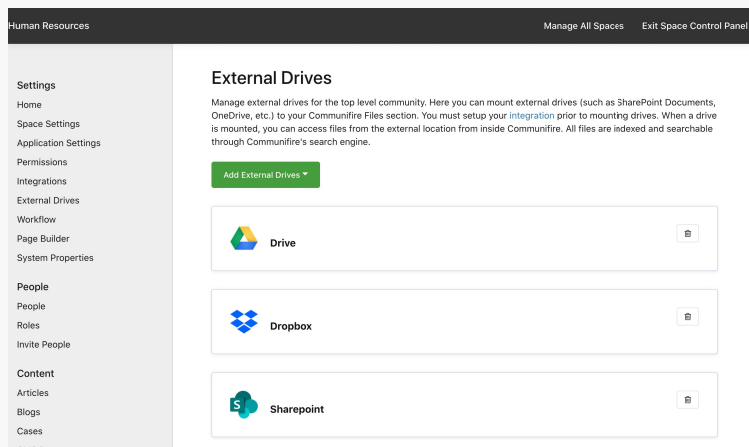 Human Resources
Manage All Spaces
Exit Space Control Panel
Settings
Home
Space Settings
Application Settings
Permissions
Integrations
External Drives
Workflow
Page Builder
System Properties
People
People
Roles
Invite People
Content
Articles
Blogs
Cases
External Drives
Manage external drives for the top level community. Here you can mount external drives (such as SharePoint Documents,
OneDrive, etc.) to your Communifire Files section. You must setup your integration prior to mounting drives. When a drive
is mounted, you can access files from the external location from inside Communifire. All files are indexed and searchable
through Communifire's search engine.
Add External Drives
Drive
Dropbox
S
Sharepoint